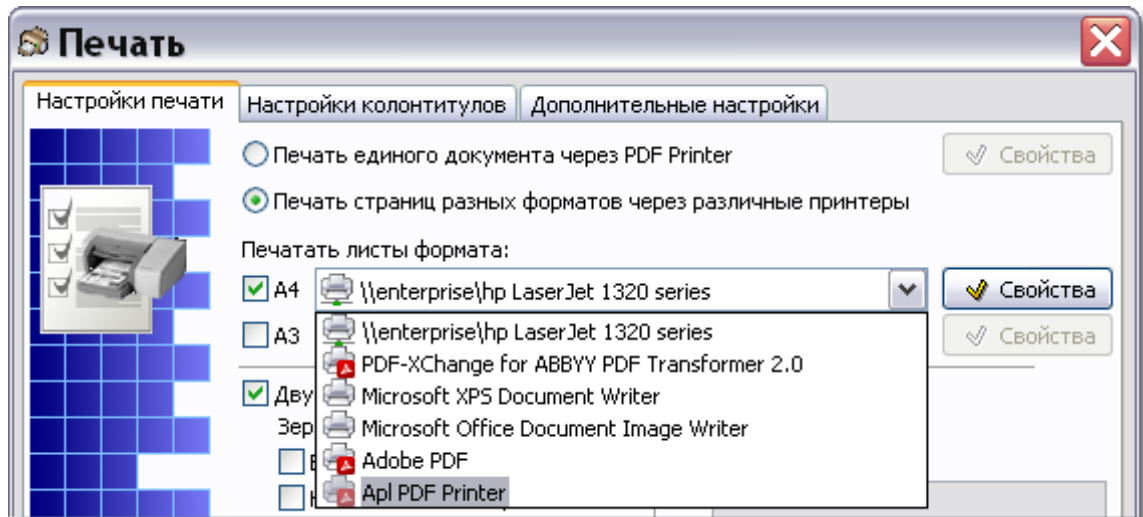 Печать
Настройки печати Настройки колонтитулов Дополнительные настройки
Печать единого документа через PDF Printer Свойства
Печать страниц разных форматов через различные принтеры
Печатать листы формата:
A4 \\enterprise\hp LaserJet 1320 series Свойства
A3 \\enterprise\hp LaserJet 1320 series Свойства
PDF-XChange for ABBYY PDF Transformer 2.0
Microsoft XPS Document Writer
Microsoft Office Document Image Writer
Adobe PDF
Apl PDF Printer